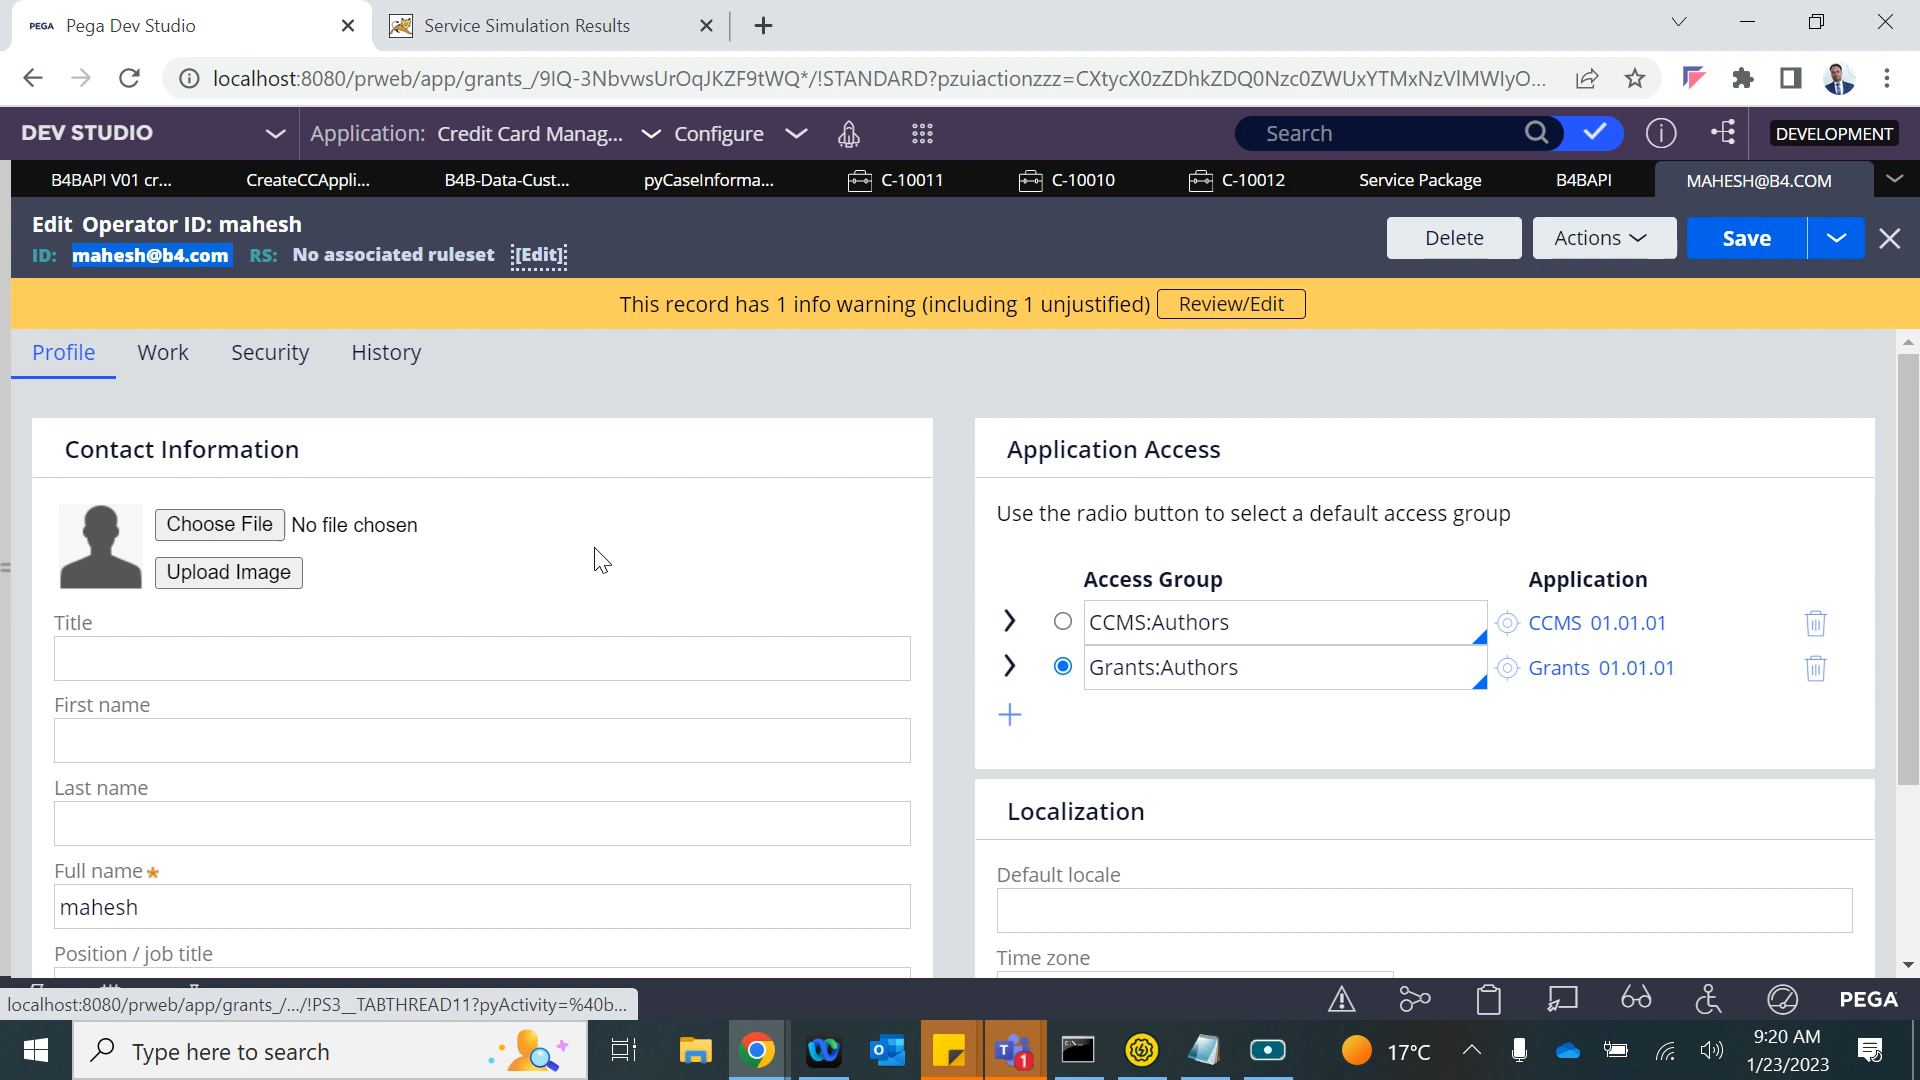 PEGA Pega Dev Studio
Service Simulation Results
localhost:8080/prweb/app/grants_/9IQ-3NbvwsUrOqJKZF9tWQ*/!STANDARD?pzuiactionzzz=CXtycX0zZDhkZDQ0Nzc0ZWUxYTMxNzVlMWIyO...
DEV STUDIO
Application: Credit Card Manag... Configure
Search
DEVELOPMENT
B4BAPI V01 cr... CreateCCAppli... B4B-Data-Cust... pyCaseInforma... C-10011 C-10010 C-10012 Service Package B4BAPI MAHESH@B4.COM
Edit Operator ID: mahesh
ID: mahesh@b4.com RS: No associated ruleset [Edit]
Delete Actions Save
This record has 1 info warning (including 1 unjustified) Review/Edit
Profile Work Security History
Contact Information
Choose File No file chosen
Upload Image
Title
First name
Last name
Full name*
mahesh
Position / job title
Application Access
Use the radio button to select a default access group
Access Group Application
CCMS:Authors CCMS 01.01.01
Grants:Authors Grants 01.01.01
Localization
Default locale
Time zone
localhost:8080/prweb/app/grants_/.../!PS3__TABTHREAD11?pyActivity=%40b...
PEGA
Type here to search
1
17°C
9:20 AM
1/23/2023